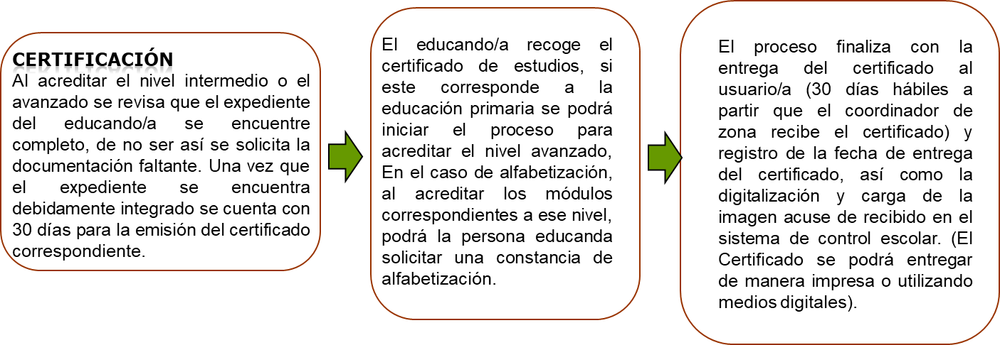 CERTIFICACIÓN
Al acreditar el nivel intermedio o el
avanzado se revisa que el expediente
del educando/a se encuentre
completo, de no ser así se solicita la
documentación faltante. Una vez que
el expediente se encuentra
debidamente integrado se cuenta con
30 días para la emisión del certificado
correspondiente.
El educando/a recoge el
certificado de estudios, si
este corresponde a la
educación primaria se podrá
iniciar el proceso para
acreditar el nivel avanzado,
En el caso de alfabetización,
al acreditar los módulos
correspondientes a ese nivel,
podrá la persona educanda
solicitar una constancia de
alfabetización.
El proceso finaliza con la
entrega del certificado al
usuario/a (30 días hábiles a
partir que el coordinador de
zona recibe el certificado) y
registro de la fecha de entrega
del certificado, así como la
digitalización y carga de la
imagen acuse de recibido en el
sistema de control escolar. (El
Certificado se podrá entregar
de manera impresa o utilizando
medios digitales).